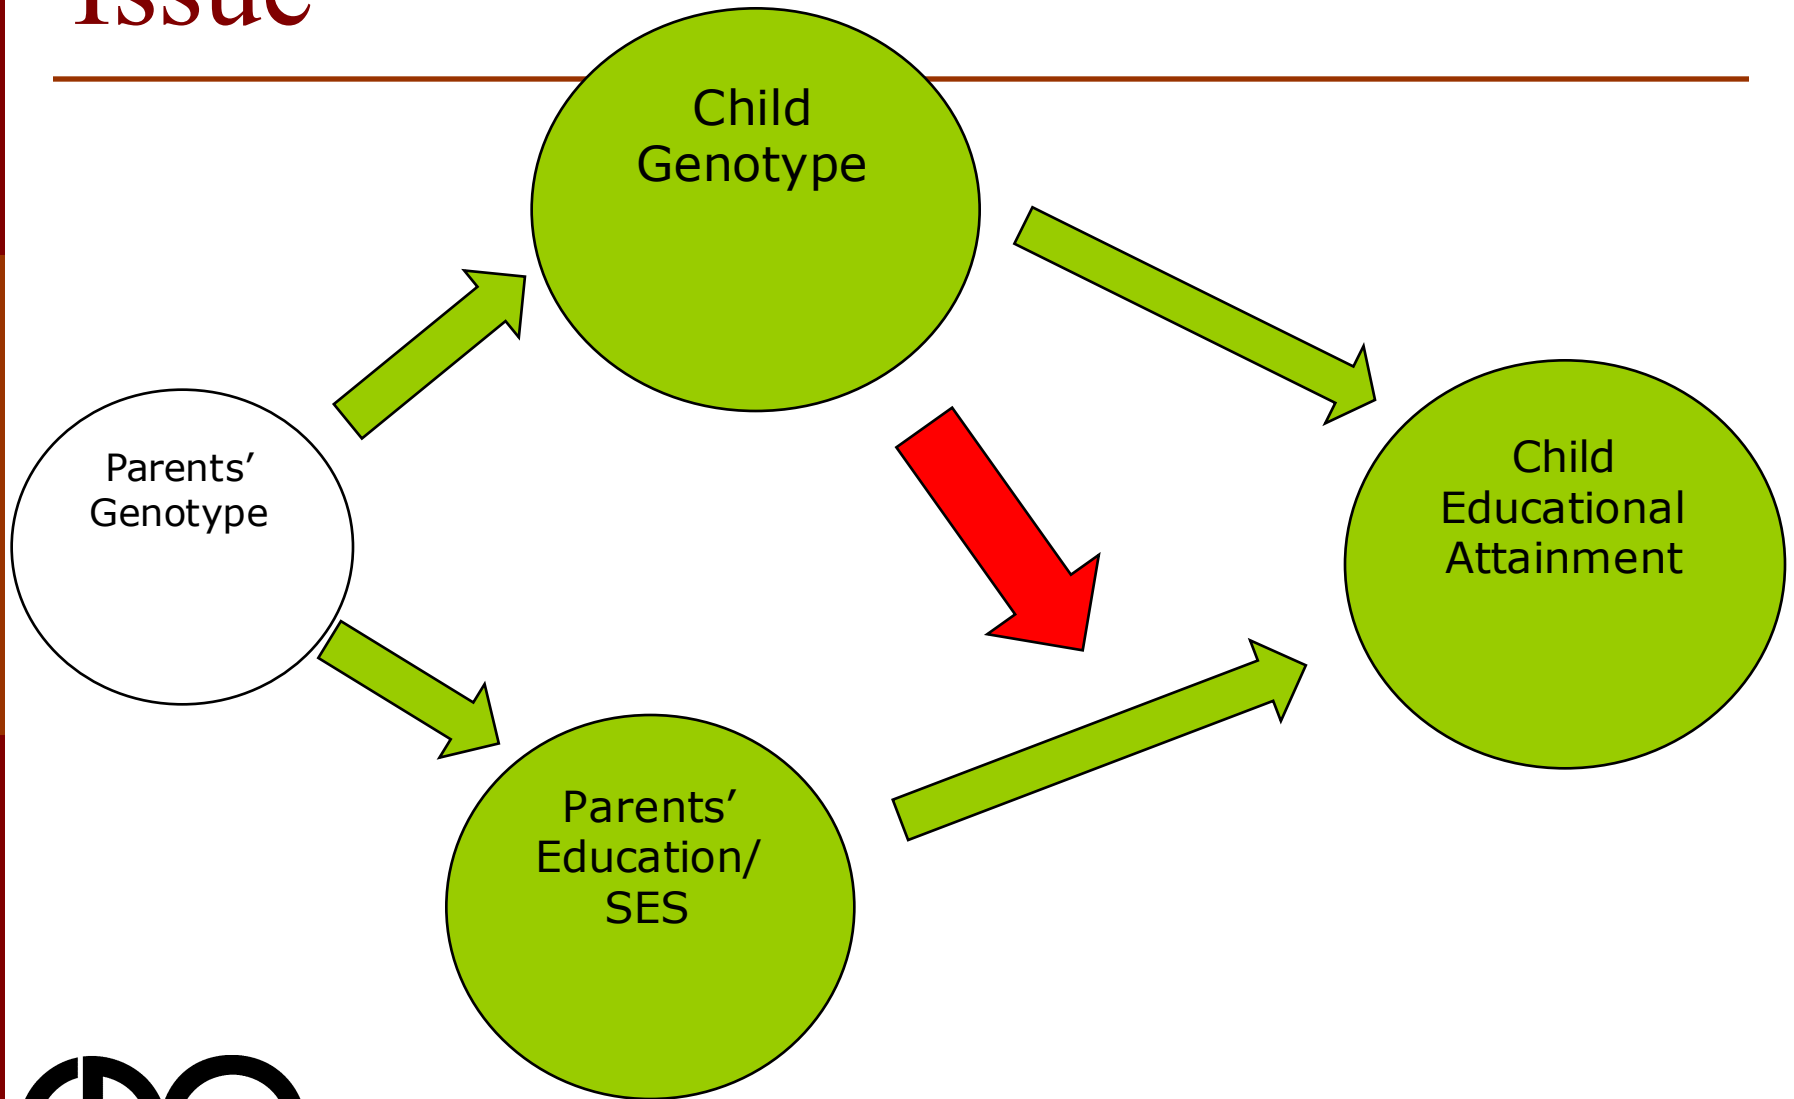 Issue
Child
Genotype
Parents’
Genotype
Child
Educational
Attainment
Parents’
Education/
SES